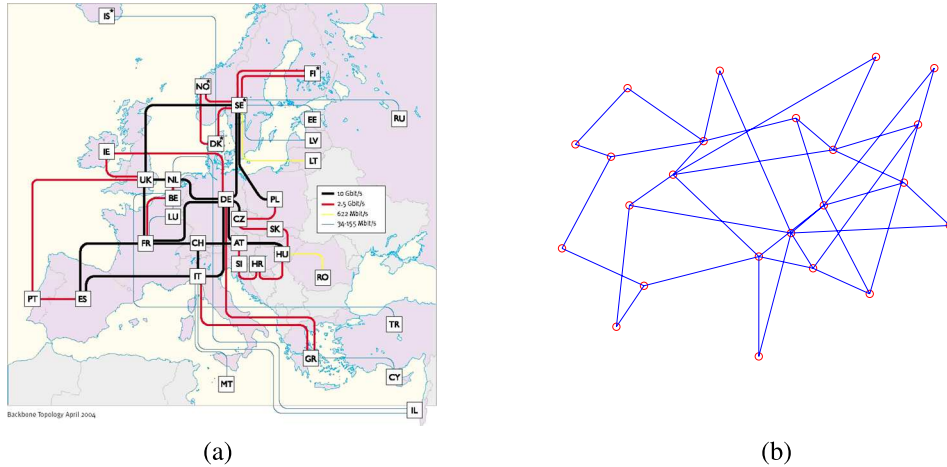 IS*
FI*
NO*
SE*
RU
EE
DK*
LV
IE
LT
UK
NL
BE
DE
PL
10 Gbit/s
2.5 Gbit/s
622 Mbit/s
34-155 Mbit/s
LU
CZ
SK
FR
CH
AT
HU
SI
HR
IT
RO
PT
ES
TR
GR
MT
CY
IL
Backbone Topology April 2004
(a)
(b)